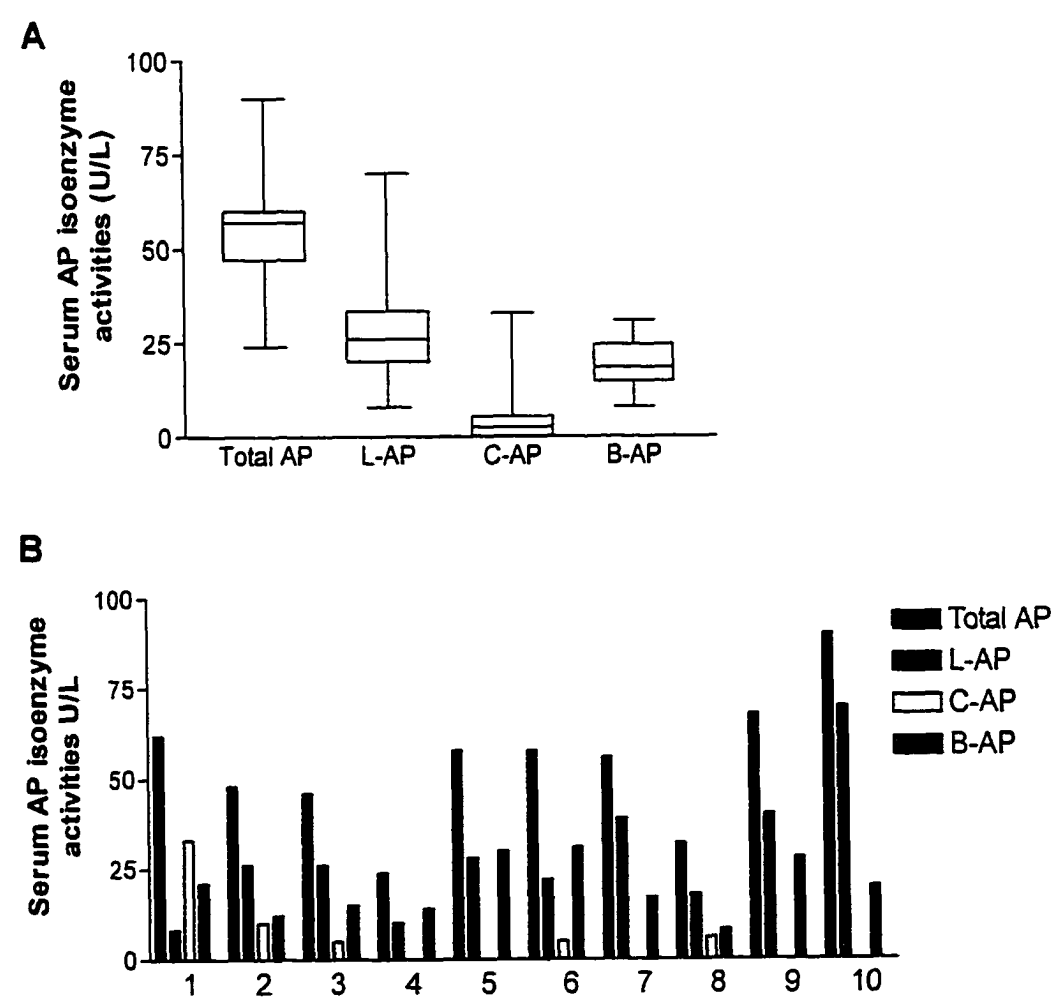 A
Serum AP isoenzyme
activities (U/L)
100
75
50
25
0
Total AP
L-AP
C-AP
B-AP
B
Serum AP isoenzyme
activities U/L
100
75
50
25
0
1
2
3
4
5
6
7
8
9
10
Total AP
L-AP
C-AP
B-AP